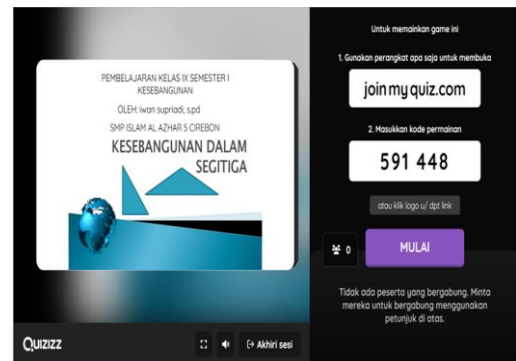 PEMBELAJARAN KELAS IX SEMESTER I
KESEBANGUNAN
OLEH: iwan supriadi, s.pd
SMP ISLAM AL AZHAR 5 CIREBON
KESEBANGUNAN DALAM
SEGITIGA
QUIZIZZ
Akhiri sesi
Untuk memainkan game ini
1. Gunakan perangkat apa saja untuk membuka
joinmyquiz.com
2. Masukkan kode permainan
591 448
atau klik logo u/ dpt link
0
MULAI
Tidak ada peserta yang bergabung. Minta
mereka untuk bergabung menggunakan
petunjuk di atas.